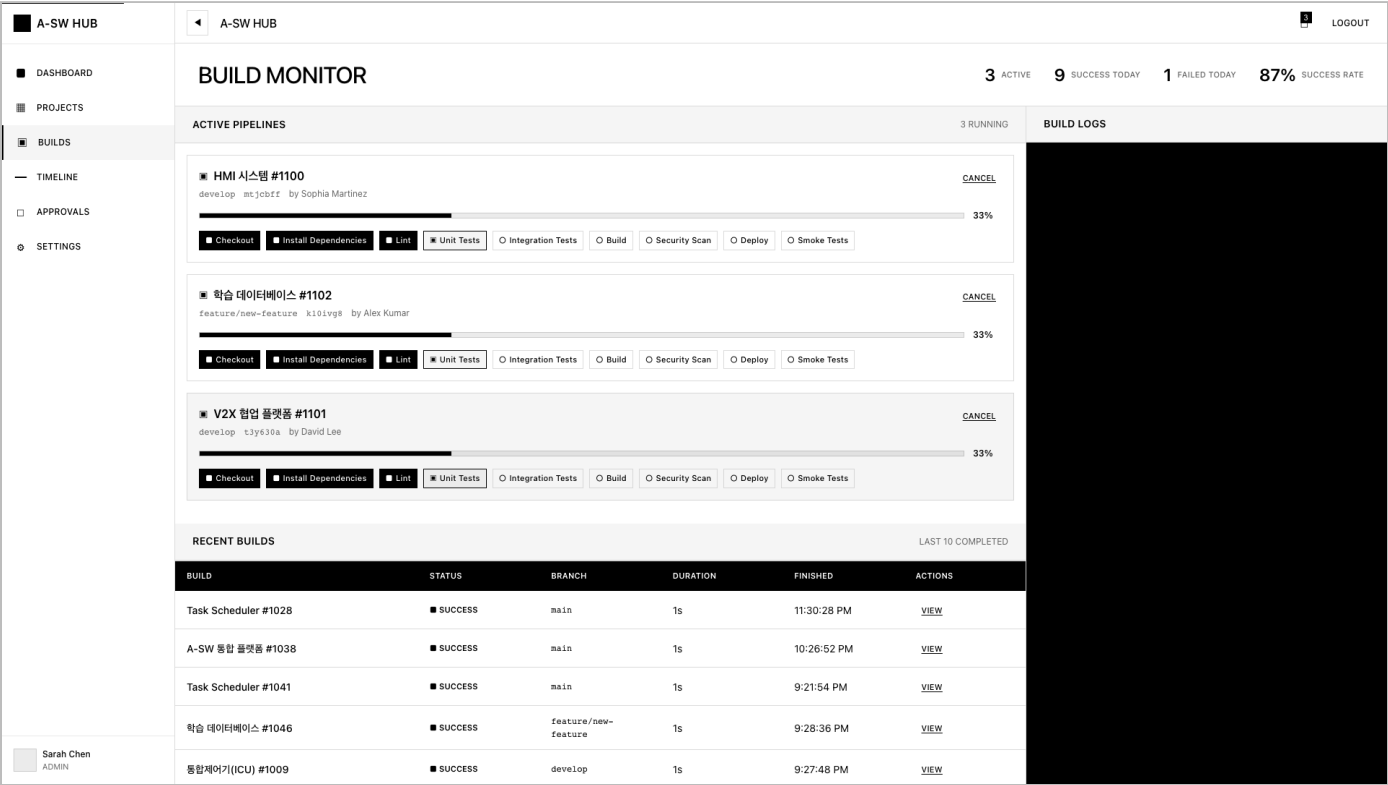 A-SW HUB
A-SW HUB
3
LOGOUT
DASHBOARD
PROJECTS
BUILDS
TIMELINE
APPROVALS
SETTINGS
Sarah Chen
ADMIN
BUILD MONITOR
3 ACTIVE
9 SUCCESS TODAY
1 FAILED TODAY
87% SUCCESS RATE
ACTIVE PIPELINES
3 RUNNING
HMI 시스템 #1100
CANCEL
develop mtjcbff by Sophia Martinez
33%
Checkout Install Dependencies Lint Unit Tests Integration Tests Build Security Scan Deploy Smoke Tests
학습 데이터베이스 #1102
CANCEL
feature/new-feature k10ivg8 by Alex Kumar
33%
Checkout Install Dependencies Lint Unit Tests Integration Tests Build Security Scan Deploy Smoke Tests
V2X 협업 플랫폼 #1101
CANCEL
develop t3y630a by David Lee
33%
Checkout Install Dependencies Lint Unit Tests Integration Tests Build Security Scan Deploy Smoke Tests
RECENT BUILDS
LAST 10 COMPLETED
BUILD STATUS BRANCH DURATION FINISHED ACTIONS
Task Scheduler #1028 SUCCESS main 1s 11:30:28 PM VIEW
A-SW 통합 플랫폼 #1038 SUCCESS main 1s 10:26:52 PM VIEW
Task Scheduler #1041 SUCCESS main 1s 9:21:54 PM VIEW
학습 데이터베이스 #1046 SUCCESS feature/new-
feature 1s 9:28:36 PM VIEW
통합제어기(ICU) #1009 SUCCESS develop 1s 9:27:48 PM VIEW
BUILD LOGS